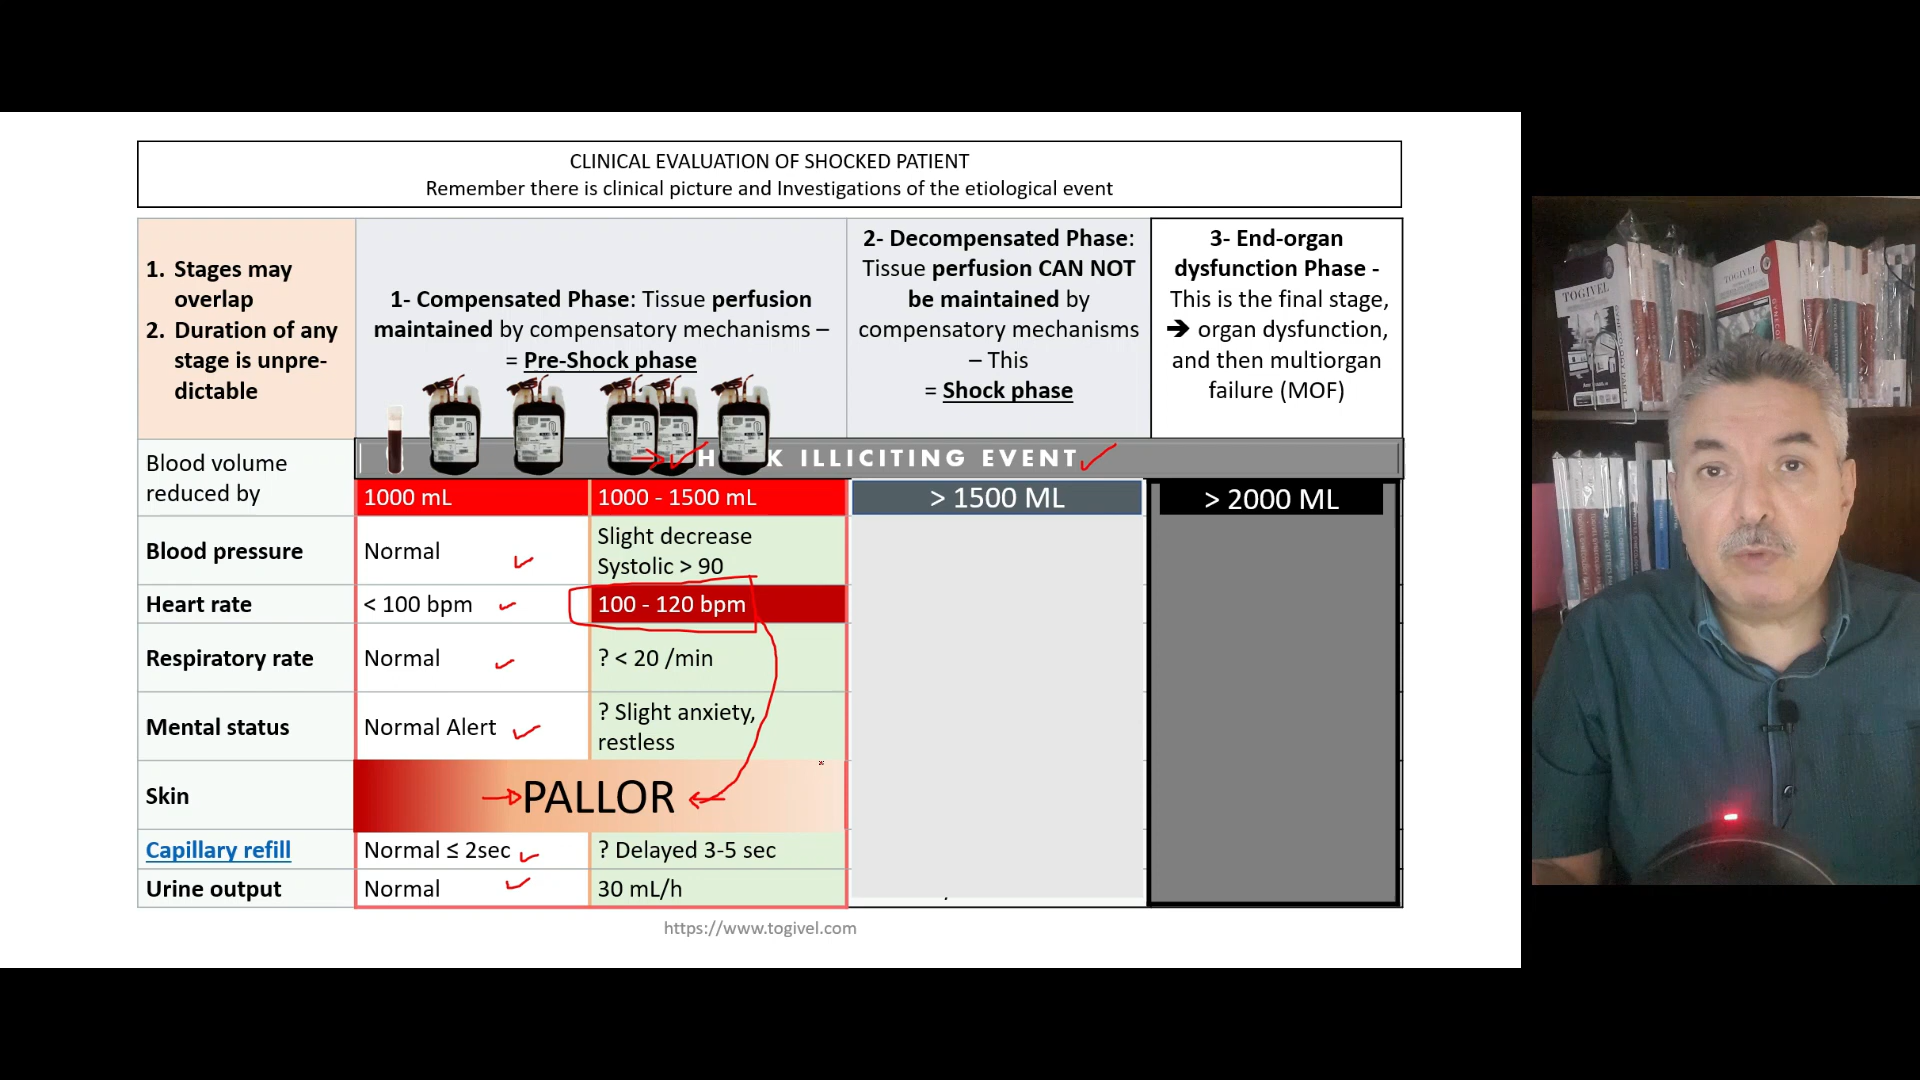 CLINICAL EVALUATION OF SHOCKED PATIENT
Remember there is clinical picture and Investigations of the etiological event
1. Stages may
overlap
2. Duration of any
stage is unpre-
dictable
1- Compensated Phase: Tissue perfusion
maintained by compensatory mechanisms –
= Pre-Shock phase
2- Decompensated Phase:
Tissue perfusion CAN NOT
be maintained by
compensatory mechanisms
– This
= Shock phase
3- End-organ
dysfunction Phase -
This is the final stage,
➔ organ dysfunction,
and then multiorgan
failure (MOF)
Blood volume
reduced by
H K ILLICITING EVENT
1000 mL
1000 - 1500 mL
> 1500 ML
> 2000 ML
Blood pressure
Normal
Slight decrease
Systolic > 90
Heart rate
< 100 bpm
100 - 120 bpm
Respiratory rate
Normal
? < 20 /min
Mental status
Normal Alert
? Slight anxiety,
restless
Skin
PALLOR
Capillary refill
Normal ≤ 2sec
? Delayed 3-5 sec
Urine output
Normal
30 mL/h
https://www.togivel.com
TOGIVEL
TOGIVEL